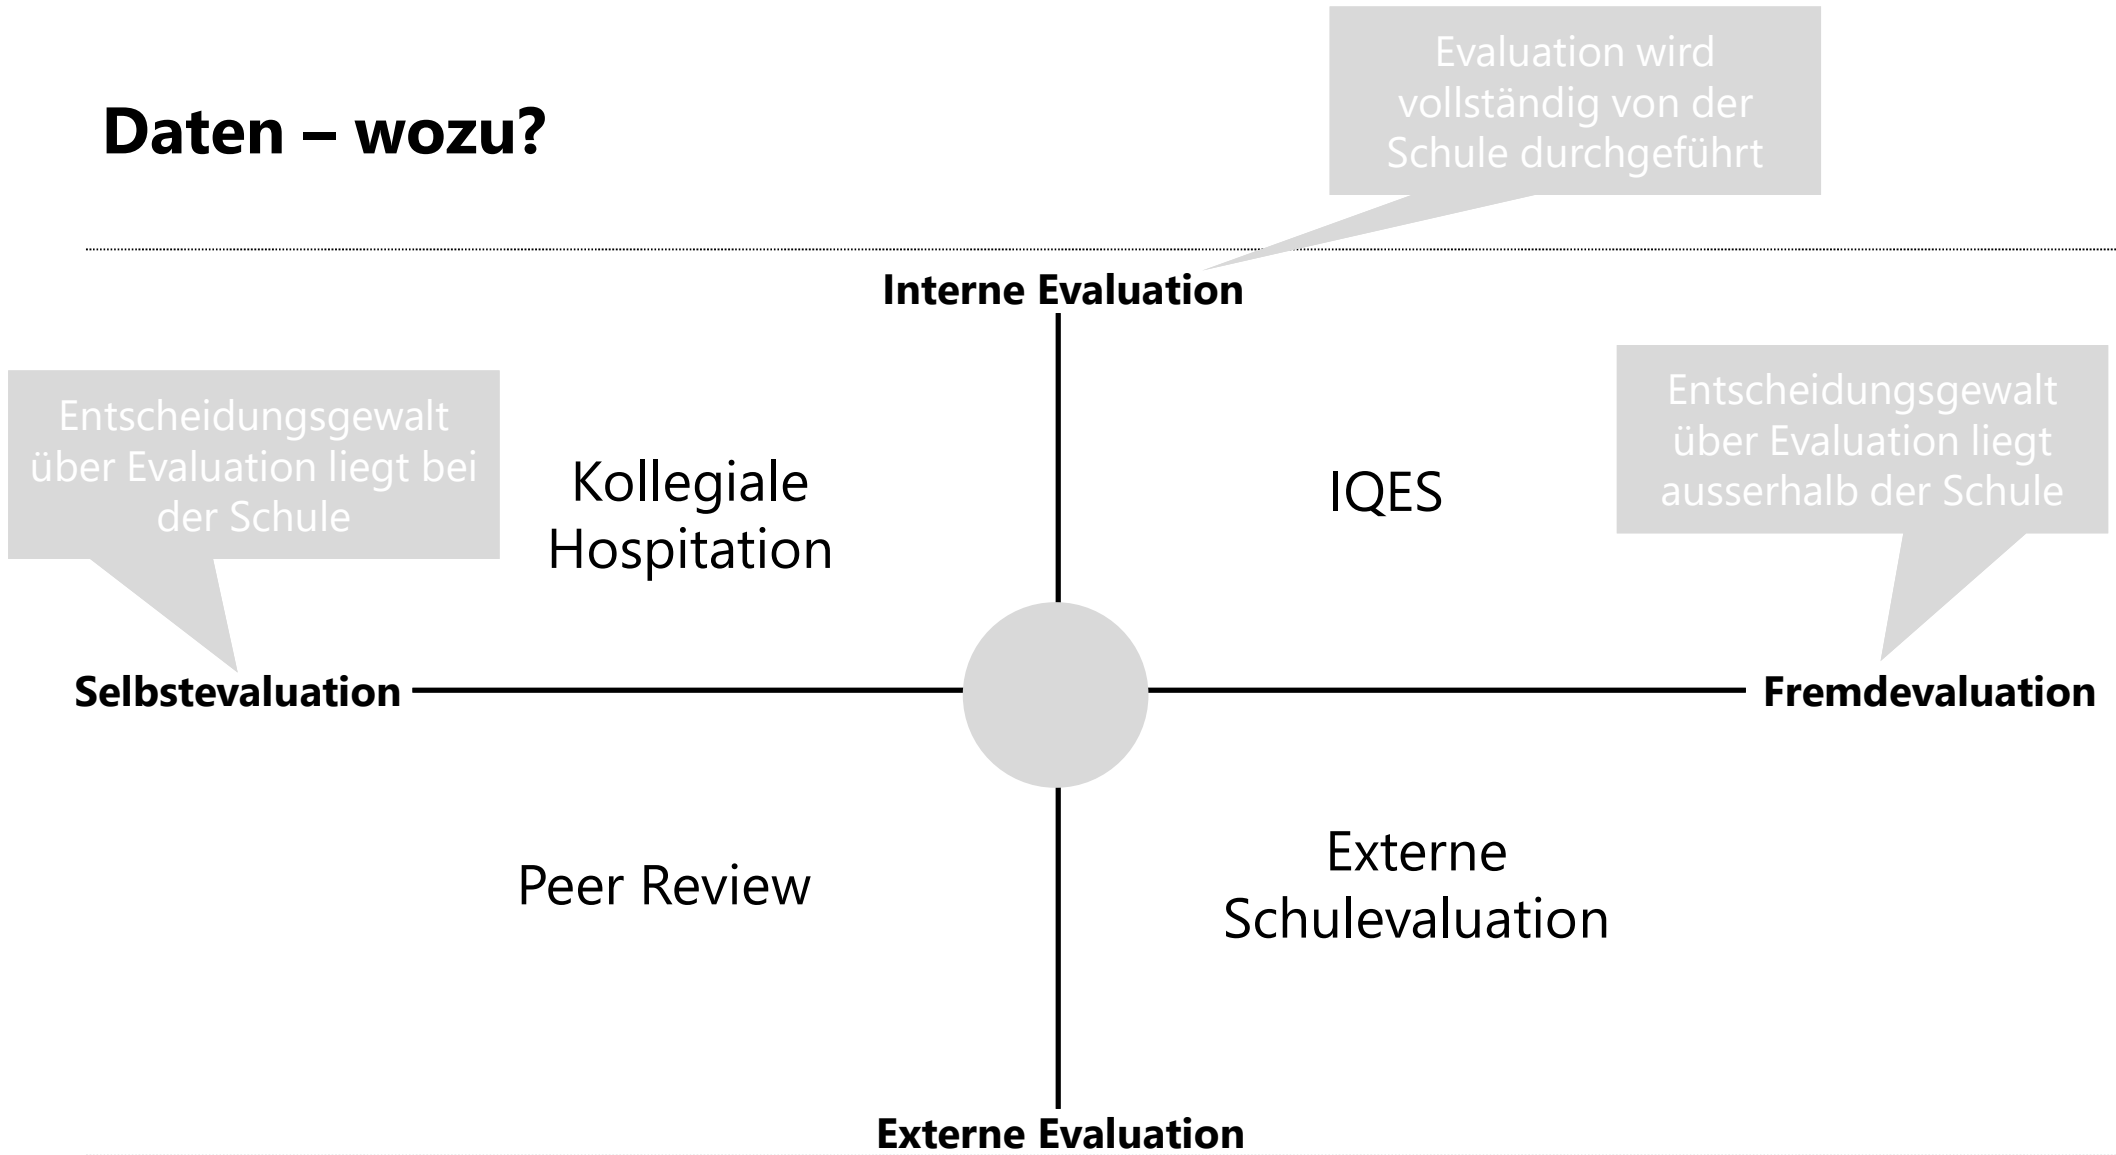 Daten – wozu?
Evaluation wird
vollständig von der
Schule durchgeführt
Interne Evaluation
Entscheidungsgewalt
über Evaluation liegt bei
der Schule
Kollegiale
Hospitation
IQES
Entscheidungsgewalt
über Evaluation liegt
ausserhalb der Schule
Selbstevaluation
Fremdevaluation
Peer Review
Externe
Schulevaluation
Externe Evaluation